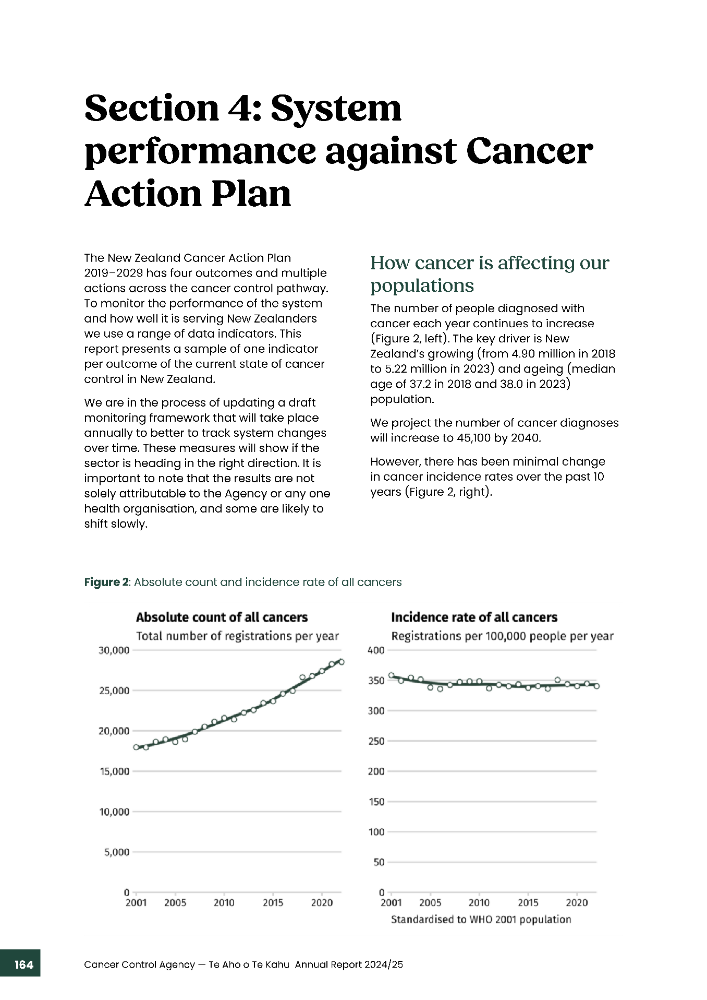 Section 4: System
performance against Cancer
Action Plan
The New Zealand Cancer Action Plan
2019–2029 has four outcomes and multiple
actions across the cancer control pathway.
To monitor the performance of the system
and how well it is serving New Zealanders
we use a range of data indicators. This
report presents a sample of one indicator
per outcome of the current state of cancer
control in New Zealand.
We are in the process of updating a draft
monitoring framework that will take place
annually to better to track system changes
over time. These measures will show if the
sector is heading in the right direction. It is
important to note that the results are not
solely attributable to the Agency or any one
health organisation, and some are likely to
shift slowly.
How cancer is affecting our
populations
The number of people diagnosed with
cancer each year continues to increase
(Figure 2, left). The key driver is New
Zealand’s growing (from 4.90 million in 2018
to 5.22 million in 2023) and ageing (median
age of 37.2 in 2018 and 38.0 in 2023)
population.
We project the number of cancer diagnoses
will increase to 45,100 by 2040.
However, there has been minimal change
in cancer incidence rates over the past 10
years (Figure 2, right).
Figure 2: Absolute count and incidence rate of all cancers
Absolute count of all cancers
Total number of registrations per year
30,000
25,000
20,000
15,000
10,000
5,000
0
2001 2005 2010 2015 2020
Incidence rate of all cancers
Registrations per 100,000 people per year
400
350
300
250
200
150
100
50
0
2001 2005 2010 2015 2020
Standardised to WHO 2001 population
164
Cancer Control Agency — Te Aho o Te Kahu Annual Report 2024/25